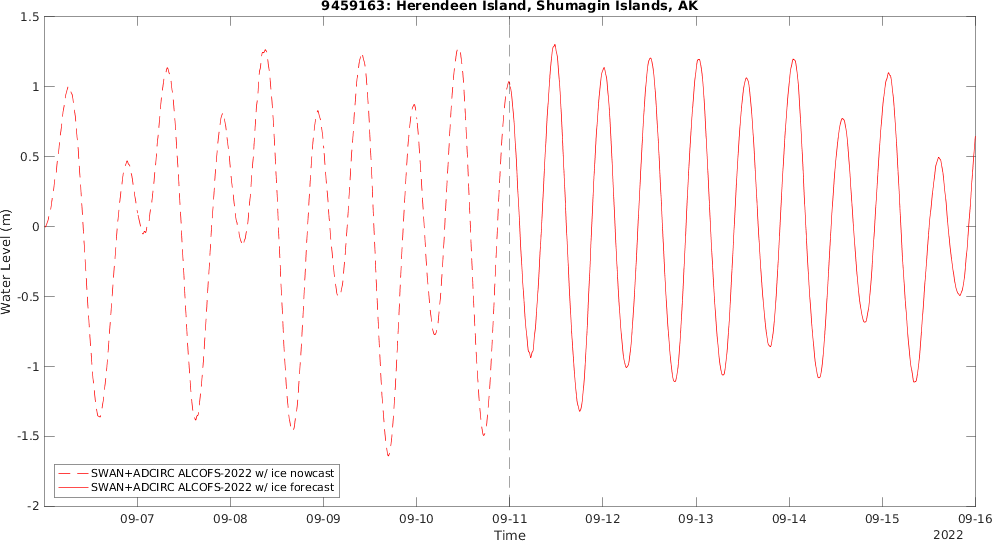 9459163: Herendeen Island, Shumagin Islands, AK
1.5
1
0.5
0
-0.5
-1
-1.5
-2
Water Level (m)
SWAN+ADCIRC ALCOFS-2022 w/ ice nowcast
SWAN+ADCIRC ALCOFS-2022 w/ ice forecast
09-07 09-08 09-09 09-10 09-11 09-12 09-13 09-14 09-15 09-16
Time
2022